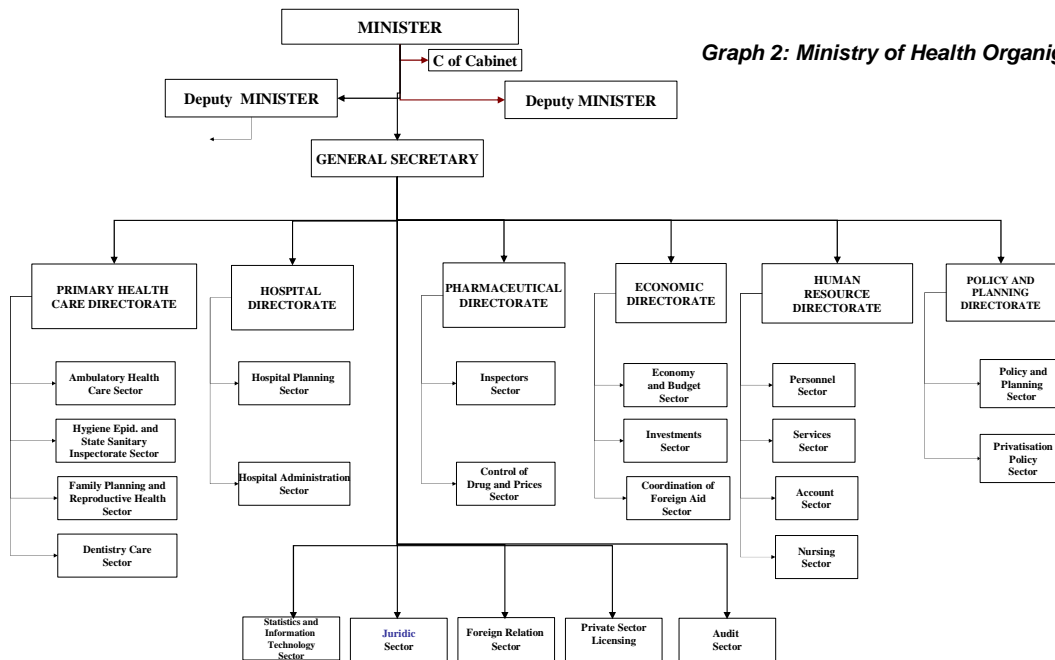 MINISTER
Graph 2: Ministry of Health Organig
C of Cabinet
Deputy MINISTER
Deputy MINISTER
GENERAL SECRETARY
PRIMARY HEALTH
CARE DIRECTORATE
HOSPITAL
DIRECTORATE
PHARMACEUTICAL
DIRECTORATE
ECONOMIC
DIRECTORATE
HUMAN
RESOURCE
DIRECTORATE
POLICY AND
PLANNING
DIRECTORATE
Ambulatory Health
Care Sector
Hygiene Epid. and
State Sanitary
Inspectorate Sector
Family Planning and
Reproductive Health
Sector
Dentistry Care
Sector
Hospital Planning
Sector
Hospital Administration
Sector
Inspectors
Sector
Control of
Drug and Prices
Sector
Economy
and Budget
Sector
Investments
Sector
Coordination of
Foreign Aid
Sector
Personnel
Sector
Services
Sector
Account
Sector
Nursing
Sector
Policy and
Planning
Sector
Privatisation
Policy
Sector
Statistics and
Information
Technology
Sector
Juridic
Sector
Foreign Relation
Sector
Private Sector
Licensing
Audit
Sector